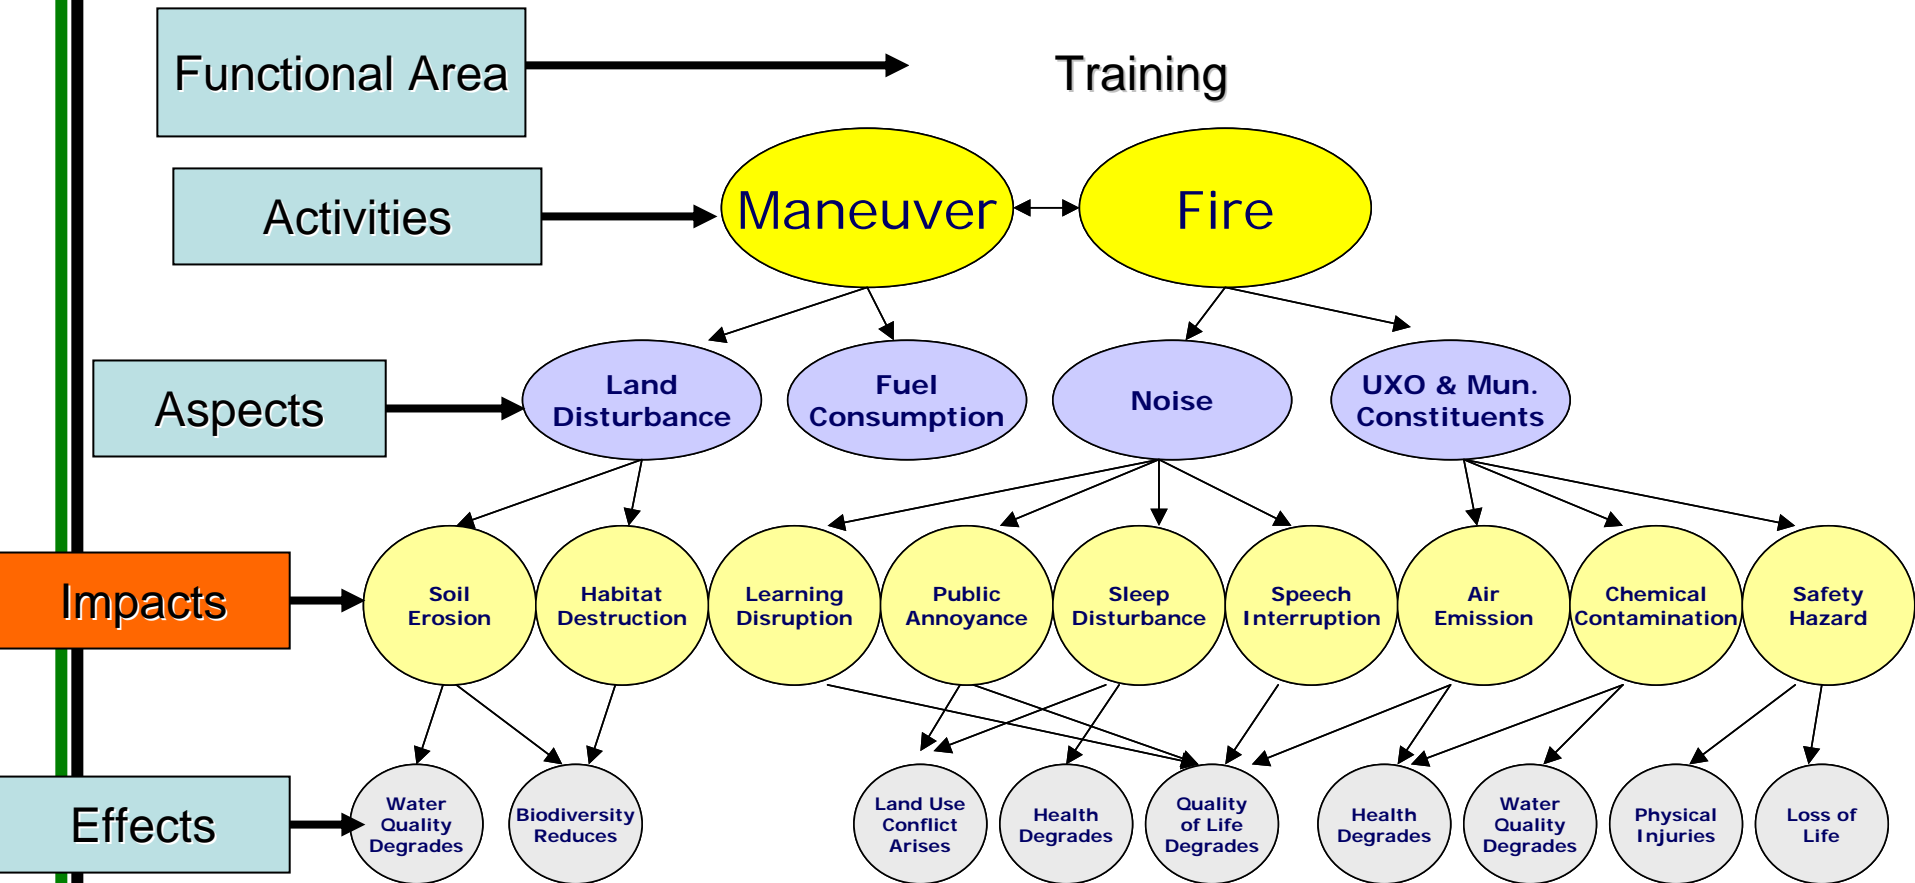 Functional Area
Training
Activities
Maneuver
Fire
Aspects
Land
Disturbance
Fuel
Consumption
Noise
UXO & Mun.
Constituents
Impacts
Soil
Erosion
Habitat
Destruction
Learning
Disruption
Public
Annoyance
Sleep
Disturbance
Speech
Interruption
Air
Emission
Chemical
Contamination
Safety
Hazard
Effects
Water
Quality
Degrades
Biodiversity
Reduces
Land Use
Conflict
Arises
Health
Degrades
Quality
of Life
Degrades
Health
Degrades
Water
Quality
Degrades
Physical
Injuries
Loss of
Life